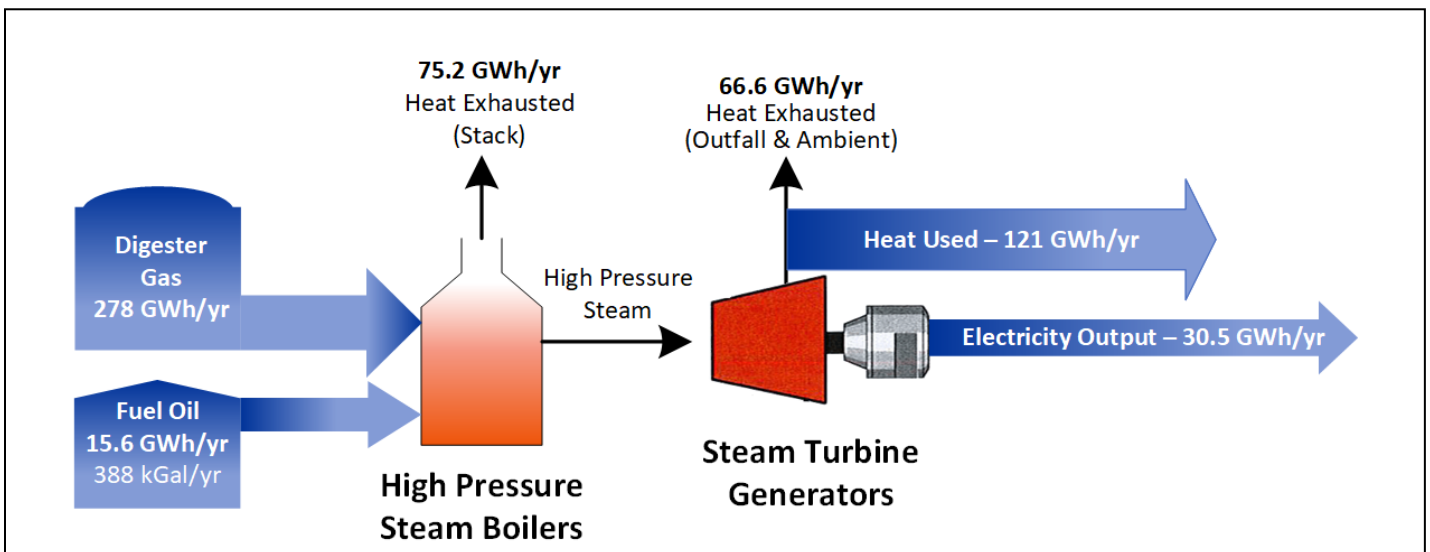 75.2 GWh/yr
Heat Exhausted
(Stack)
66.6 GWh/yr
Heat Exhausted
(Outfall & Ambient)
Digester
Gas
278 GWh/yr
Heat Used – 121 GWh/yr
High Pressure
Steam
Electricity Output – 30.5 GWh/yr
Fuel Oil
15.6 GWh/yr
388 kGal/yr
High Pressure
Steam Boilers
Steam Turbine
Generators